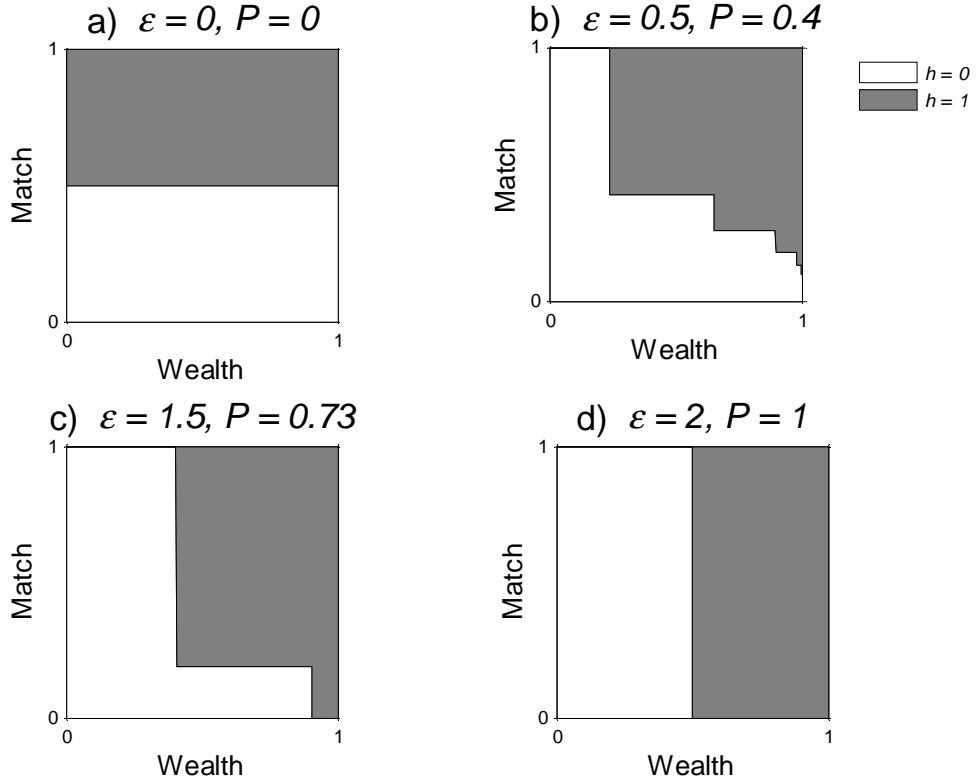 a) ε = 0, P = 0
1
Match
0
0
1
Wealth
b) ε = 0.5, P = 0.4
1
Match
0
0
1
Wealth
h = 0
h = 1
c) ε = 1.5, P = 0.73
1
Match
0
0
1
Wealth
d) ε = 2, P = 1
1
Match
0
0
1
Wealth